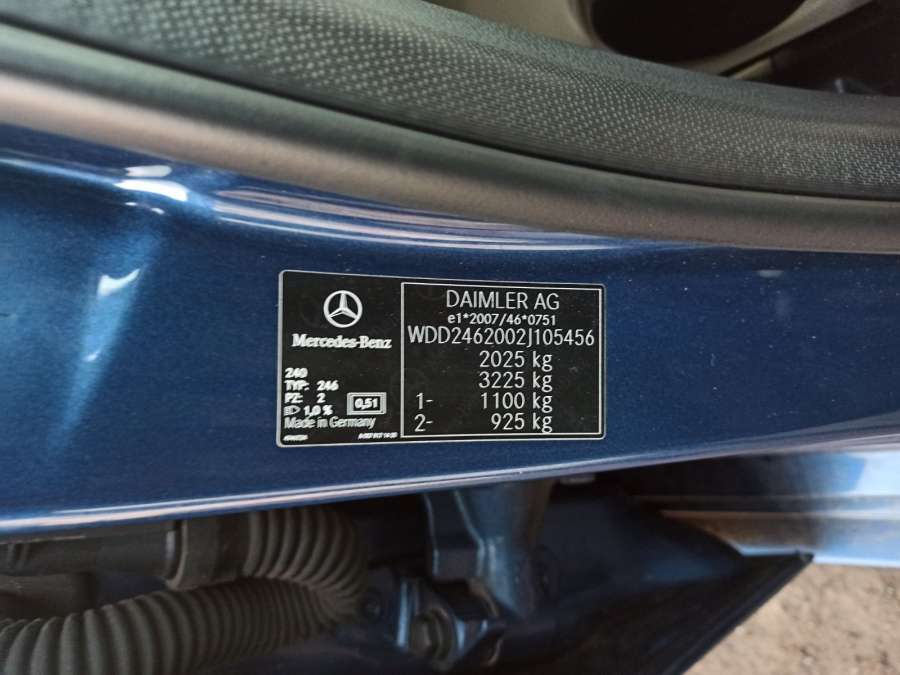 Mercedes-Benz
240
TYP: 246
PZ: 2
1,0 %
0,51
Made in Germany
DAIMLER AG
e1*2007/46*0751
WDD2462002J105456
2025 kg
3225 kg
1- 1100 kg
2- 925 kg